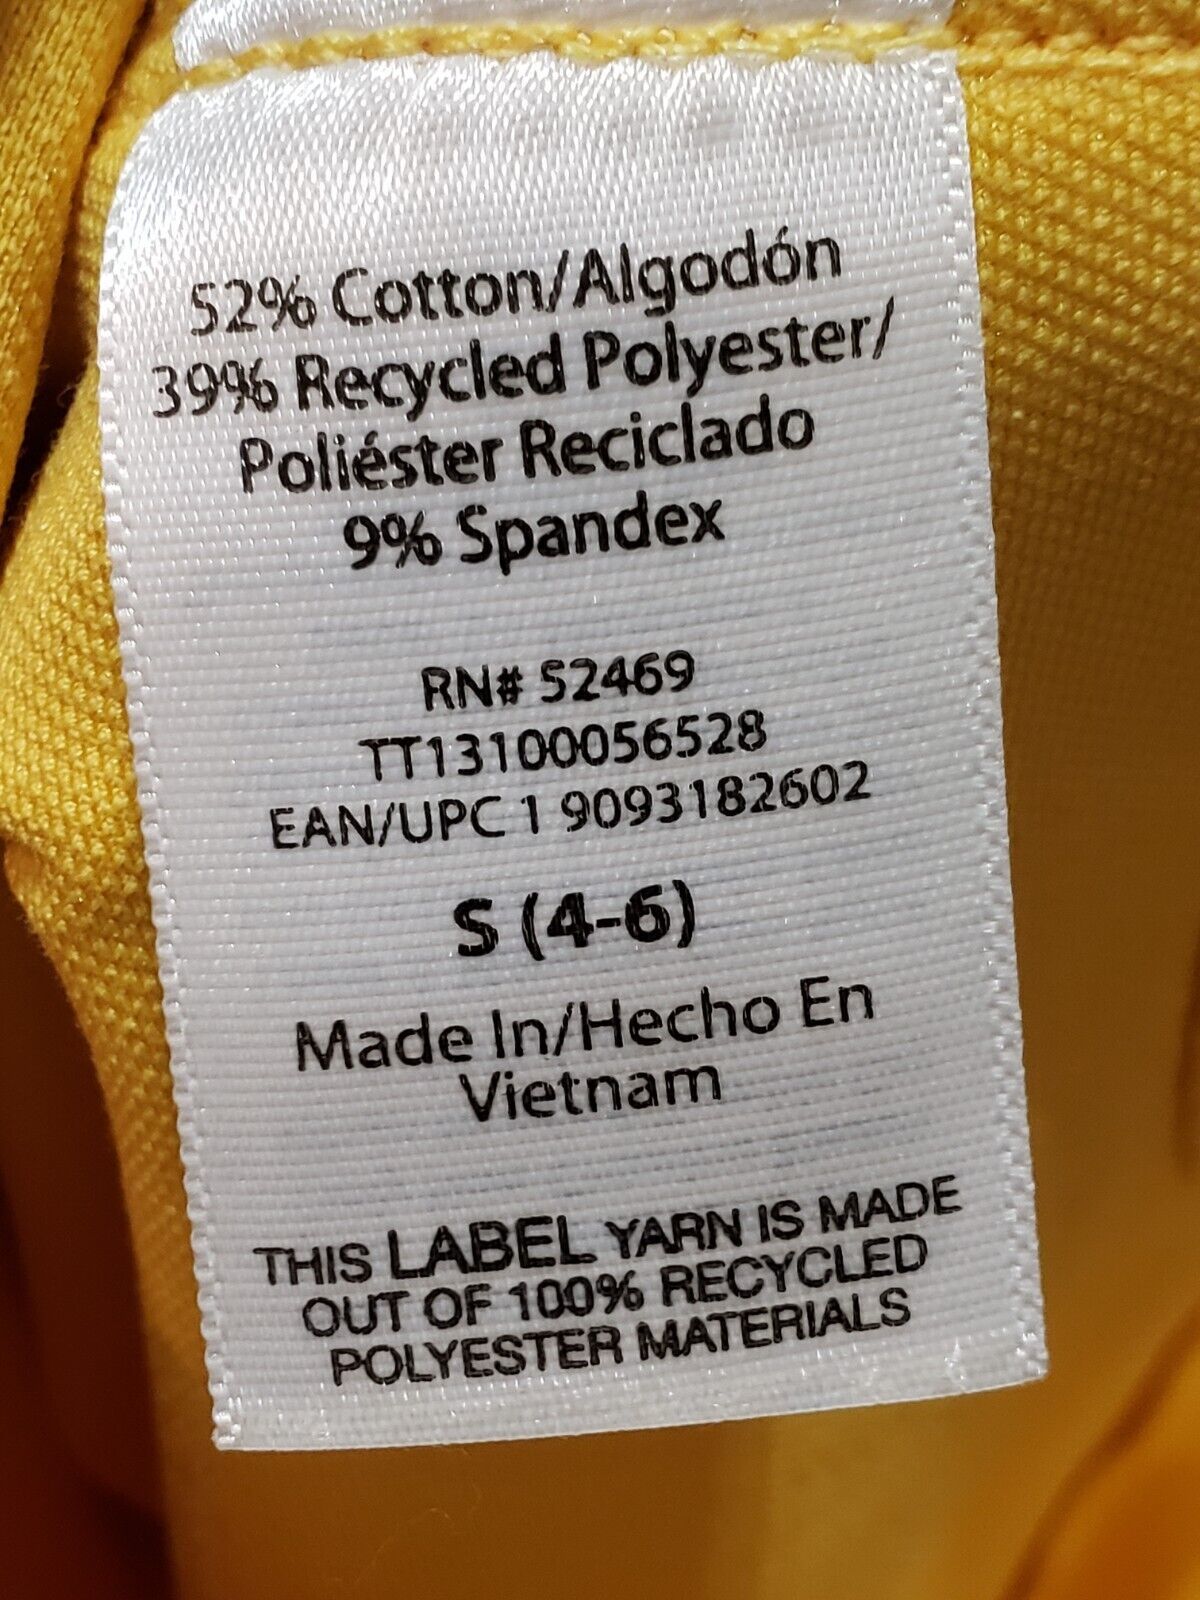 52% Cotton/Algodón
39% Recycled Polyester/
Poliéster Reciclado
9% Spandex
RN# 52469
TT13100056528
EAN/UPC 1 9093182602
S (4-6)
Made In/Hecho En
Vietnam
THIS LABEL YARN IS MADE
OUT OF 100% RECYCLED
POLYESTER MATERIALS